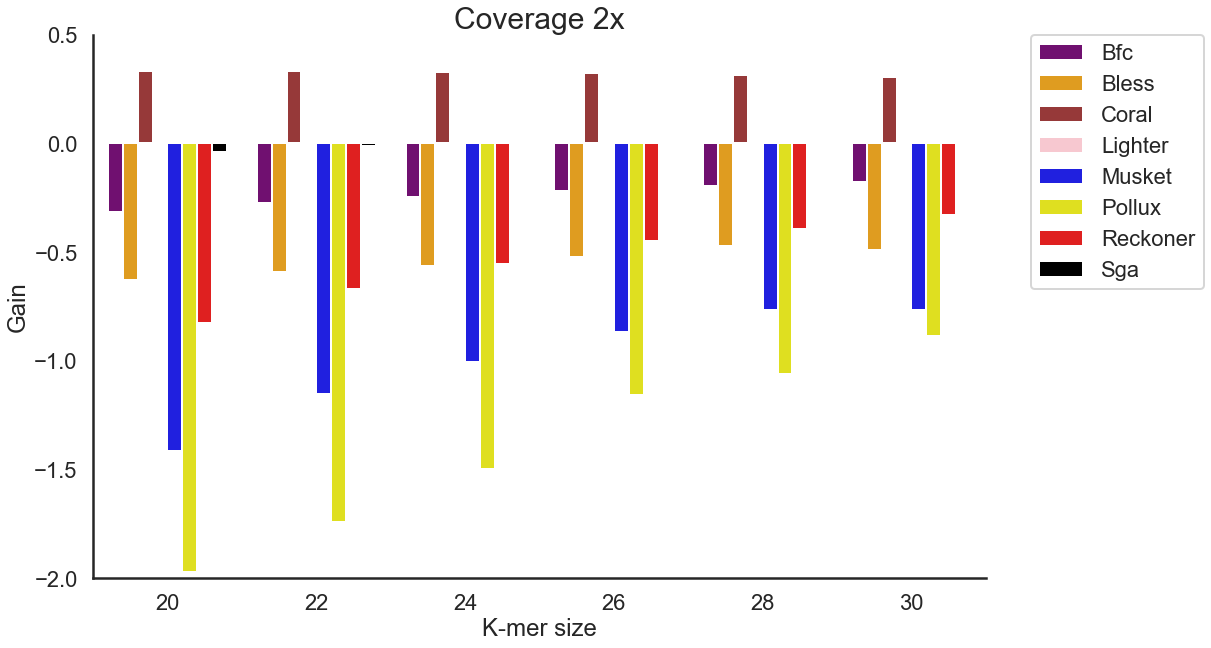 Coverage 2x
0.5
0.0
−0.5
−1.0
−1.5
−2.0
Gain
20 22 24 26 28 30
K-mer size
Bfc
Bless
Coral
Lighter
Musket
Pollux
Reckoner
Sga